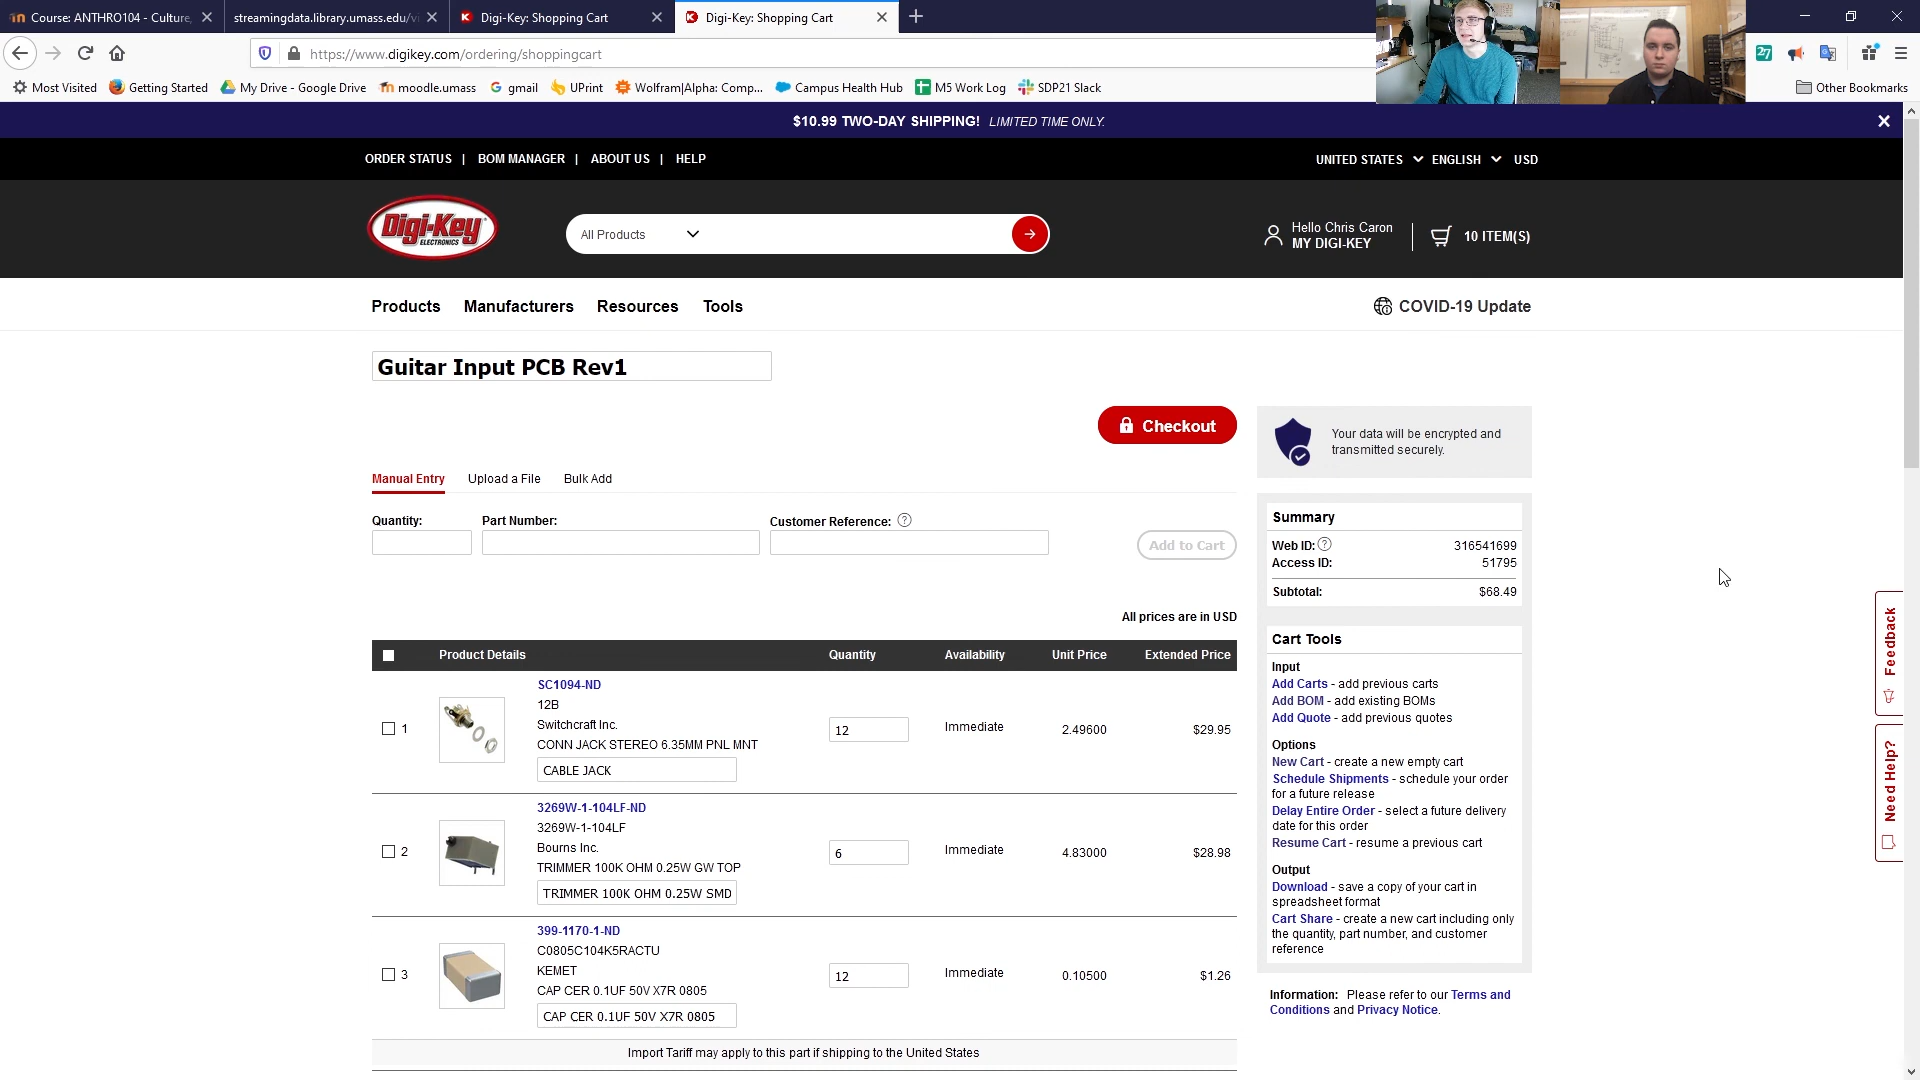 Course: ANTHRO104 - Culture,
streamingdata.library.umass.edu/vi
Digi-Key: Shopping Cart
Digi-Key: Shopping Cart
https://www.digikey.com/ordering/shoppingcart
27
Most Visited
Getting Started
My Drive - Google Drive
moodle.umass
gmail
UPrint
Wolfram|Alpha: Comp...
Campus Health Hub
M5 Work Log
SDP21 Slack
Other Bookmarks
$10.99 TWO-DAY SHIPPING! LIMITED TIME ONLY.
ORDER STATUS | BOM MANAGER | ABOUT US | HELP
UNITED STATES ENGLISH USD
Digi-Key
ELECTRONICS
All Products
Hello Chris Caron
MY DIGI-KEY
10 ITEM(S)
Products Manufacturers Resources Tools
COVID-19 Update
Guitar Input PCB Rev1
Checkout
Your data will be encrypted and
transmitted securely.
Manual Entry Upload a File Bulk Add
Quantity: Part Number: Customer Reference: ?
Add to Cart
All prices are in USD
Product Details Quantity Availability Unit Price Extended Price
1
SC1094-ND
12B
Switchcraft Inc.
CONN JACK STEREO 6.35MM PNL MNT
CABLE JACK
12
Immediate
2.49600
$29.95
2
3269W-1-104LF-ND
3269W-1-104LF
Bourns Inc.
TRIMMER 100K OHM 0.25W GW TOP
TRIMMER 100K OHM 0.25W SMD
6
Immediate
4.83000
$28.98
3
399-1170-1-ND
C0805C104K5RACTU
KEMET
CAP CER 0.1UF 50V X7R 0805
CAP CER 0.1UF 50V X7R 0805
12
Immediate
0.10500
$1.26
Import Tariff may apply to this part if shipping to the United States
Summary
Web ID: ? 316541699
Access ID: 51795
Subtotal: $68.49
Cart Tools
Input
Add Carts - add previous carts
Add BOM - add existing BOMs
Add Quote - add previous quotes
Options
New Cart - create a new empty cart
Schedule Shipments - schedule your order
for a future release
Delay Entire Order - select a future delivery
date for this order
Resume Cart - resume a previous cart
Output
Download - save a copy of your cart in
spreadsheet format
Cart Share - create a new cart including only
the quantity, part number, and customer
reference
Information: Please refer to our Terms and
Conditions and Privacy Notice.
Feedback
Need Help?